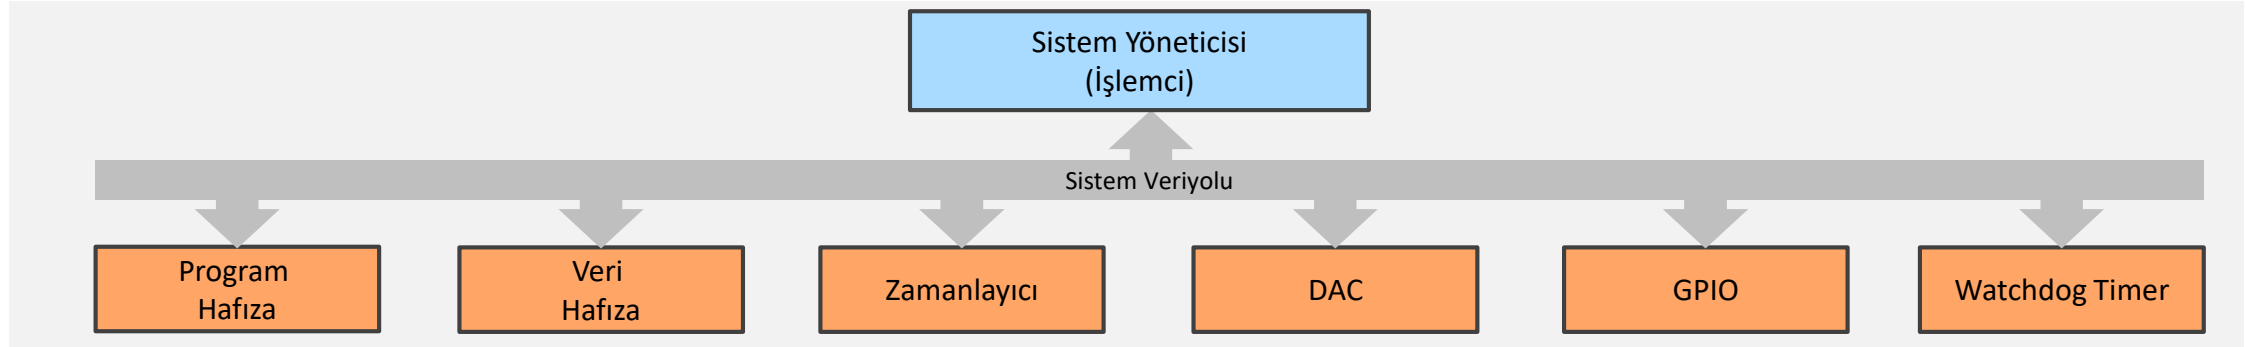 Sistem Yöneticisi
(İşlemci)
Sistem Veriyolu
Program
Hafıza
Veri
Hafıza
Zamanlayıcı
DAC
GPIO
Watchdog Timer